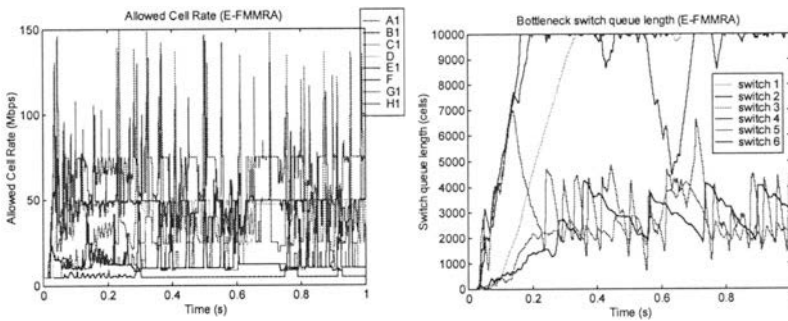 Allowed Cell Rate (E-FMMRA)
150
100
50
0
Allowed Cell Rate (Mbps)
0 0.2 0.4 0.6 0.8 1
Time (s)
A1
B1
C1
D
E1
F
G1
H1
Bottleneck switch queue length (E-FMMRA)
10000
9000
8000
7000
6000
5000
4000
3000
2000
1000
0
Switch queue length (cells)
0 0.2 0.4 0.6 0.8 1
Time (s)
switch 1
switch 2
switch 3
switch 4
switch 5
switch 6